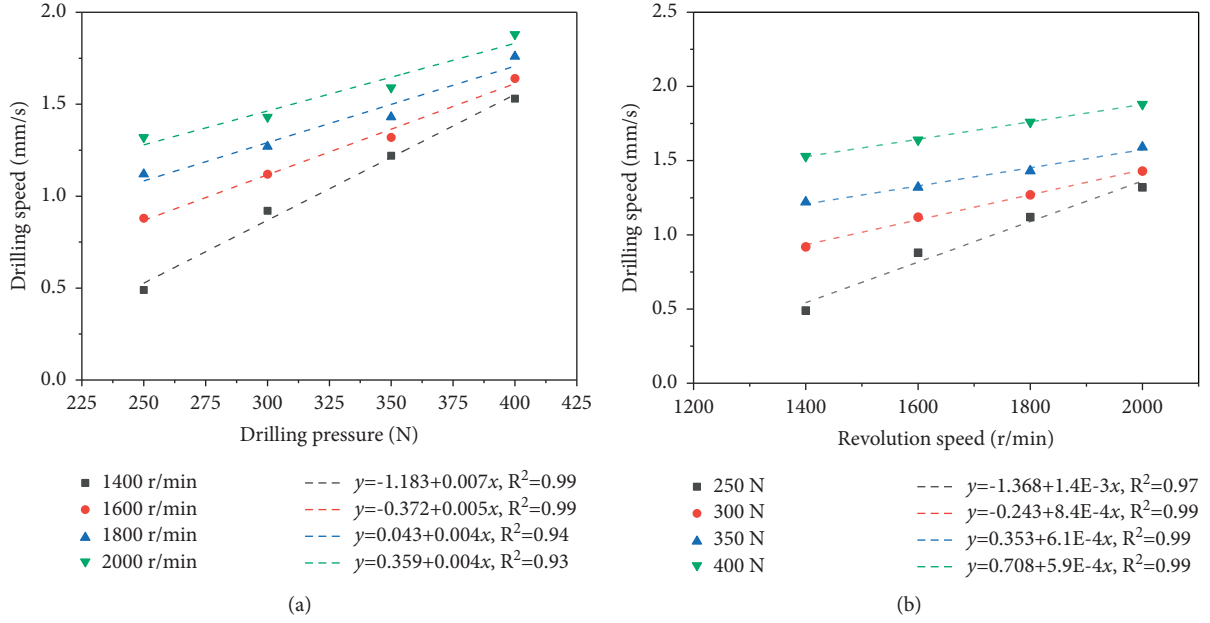 2.0
1.5
1.0
0.5
0.0
Drilling speed (mm/s)
225 250 275 300 325 350 375 400 425
Drilling pressure (N)
1400 r/min y=-1.183+0.007x, R²=0.99
1600 r/min y=-0.372+0.005x, R²=0.99
1800 r/min y=0.043+0.004x, R²=0.94
2000 r/min y=0.359+0.004x, R²=0.93
(a)
2.5
2.0
1.5
1.0
0.5
0.0
Drilling speed (mm/s)
1200 1400 1600 1800 2000
Revolution speed (r/min)
250 N y=-1.368+1.4E-3x, R²=0.97
300 N y=-0.243+8.4E-4x, R²=0.99
350 N y=0.353+6.1E-4x, R²=0.99
400 N y=0.708+5.9E-4x, R²=0.99
(b)